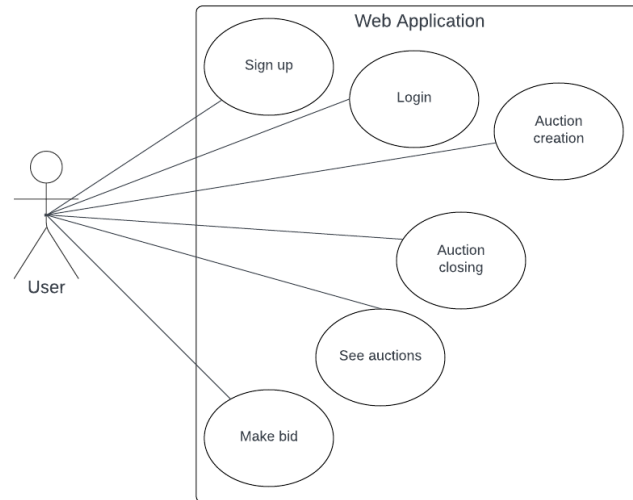 Web Application
Sign up
Login
Auction
creation
User
Auction
closing
See auctions
Make bid